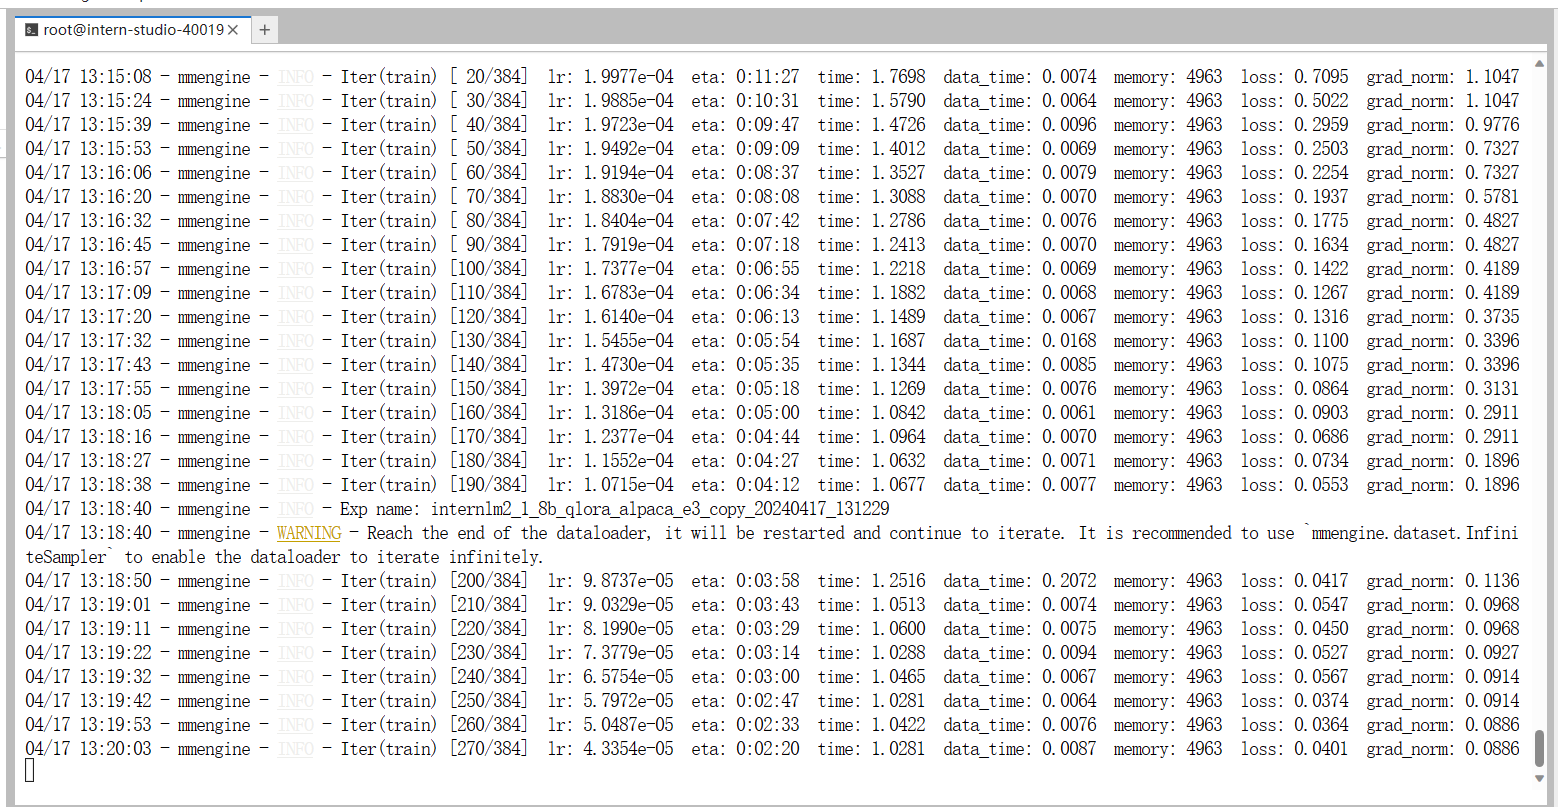 root@intern-studio-40019
04/17 13:15:08 - mmengine - INFO - Iter(train) [ 20/384] lr: 1.9977e-04 eta: 0:11:27 time: 1.7698 data_time: 0.0074 memory: 4963 loss: 0.7095 grad_norm: 1.1047
04/17 13:15:24 - mmengine - INFO - Iter(train) [ 30/384] lr: 1.9885e-04 eta: 0:10:31 time: 1.5790 data_time: 0.0064 memory: 4963 loss: 0.5022 grad_norm: 1.1047
04/17 13:15:39 - mmengine - INFO - Iter(train) [ 40/384] lr: 1.9723e-04 eta: 0:09:47 time: 1.4726 data_time: 0.0096 memory: 4963 loss: 0.2959 grad_norm: 0.9776
04/17 13:15:53 - mmengine - INFO - Iter(train) [ 50/384] lr: 1.9492e-04 eta: 0:09:09 time: 1.4012 data_time: 0.0069 memory: 4963 loss: 0.2503 grad_norm: 0.7327
04/17 13:16:06 - mmengine - INFO - Iter(train) [ 60/384] lr: 1.9194e-04 eta: 0:08:37 time: 1.3527 data_time: 0.0079 memory: 4963 loss: 0.2254 grad_norm: 0.7327
04/17 13:16:20 - mmengine - INFO - Iter(train) [ 70/384] lr: 1.8830e-04 eta: 0:08:08 time: 1.3088 data_time: 0.0070 memory: 4963 loss: 0.1937 grad_norm: 0.5781
04/17 13:16:32 - mmengine - INFO - Iter(train) [ 80/384] lr: 1.8404e-04 eta: 0:07:42 time: 1.2786 data_time: 0.0076 memory: 4963 loss: 0.1775 grad_norm: 0.4827
04/17 13:16:45 - mmengine - INFO - Iter(train) [ 90/384] lr: 1.7919e-04 eta: 0:07:18 time: 1.2413 data_time: 0.0070 memory: 4963 loss: 0.1634 grad_norm: 0.4827
04/17 13:16:57 - mmengine - INFO - Iter(train) [100/384] lr: 1.7377e-04 eta: 0:06:55 time: 1.2218 data_time: 0.0069 memory: 4963 loss: 0.1422 grad_norm: 0.4189
04/17 13:17:09 - mmengine - INFO - Iter(train) [110/384] lr: 1.6783e-04 eta: 0:06:34 time: 1.1882 data_time: 0.0068 memory: 4963 loss: 0.1267 grad_norm: 0.4189
04/17 13:17:20 - mmengine - INFO - Iter(train) [120/384] lr: 1.6140e-04 eta: 0:06:13 time: 1.1489 data_time: 0.0067 memory: 4963 loss: 0.1316 grad_norm: 0.3735
04/17 13:17:32 - mmengine - INFO - Iter(train) [130/384] lr: 1.5455e-04 eta: 0:05:54 time: 1.1687 data_time: 0.0168 memory: 4963 loss: 0.1100 grad_norm: 0.3396
04/17 13:17:43 - mmengine - INFO - Iter(train) [140/384] lr: 1.4730e-04 eta: 0:05:35 time: 1.1344 data_time: 0.0085 memory: 4963 loss: 0.1075 grad_norm: 0.3396
04/17 13:17:55 - mmengine - INFO - Iter(train) [150/384] lr: 1.3972e-04 eta: 0:05:18 time: 1.1269 data_time: 0.0076 memory: 4963 loss: 0.0864 grad_norm: 0.3131
04/17 13:18:05 - mmengine - INFO - Iter(train) [160/384] lr: 1.3186e-04 eta: 0:05:00 time: 1.0842 data_time: 0.0061 memory: 4963 loss: 0.0903 grad_norm: 0.2911
04/17 13:18:16 - mmengine - INFO - Iter(train) [170/384] lr: 1.2377e-04 eta: 0:04:44 time: 1.0964 data_time: 0.0070 memory: 4963 loss: 0.0686 grad_norm: 0.2911
04/17 13:18:27 - mmengine - INFO - Iter(train) [180/384] lr: 1.1552e-04 eta: 0:04:27 time: 1.0632 data_time: 0.0071 memory: 4963 loss: 0.0734 grad_norm: 0.1896
04/17 13:18:38 - mmengine - INFO - Iter(train) [190/384] lr: 1.0715e-04 eta: 0:04:12 time: 1.0677 data_time: 0.0077 memory: 4963 loss: 0.0553 grad_norm: 0.1896
04/17 13:18:40 - mmengine - INFO - Exp name: internlm2_1_8b_qlora_alpaca_e3_copy_20240417_131229
04/17 13:18:40 - mmengine - WARNING - Reach the end of the dataloader, it will be restarted and continue to iterate. It is recommended to use `mmengine.dataset.Infini
teSampler` to enable the dataloader to iterate infinitely.
04/17 13:18:50 - mmengine - INFO - Iter(train) [200/384] lr: 9.8737e-05 eta: 0:03:58 time: 1.2516 data_time: 0.2072 memory: 4963 loss: 0.0417 grad_norm: 0.1136
04/17 13:19:01 - mmengine - INFO - Iter(train) [210/384] lr: 9.0329e-05 eta: 0:03:43 time: 1.0513 data_time: 0.0074 memory: 4963 loss: 0.0547 grad_norm: 0.0968
04/17 13:19:11 - mmengine - INFO - Iter(train) [220/384] lr: 8.1990e-05 eta: 0:03:29 time: 1.0600 data_time: 0.0075 memory: 4963 loss: 0.0450 grad_norm: 0.0968
04/17 13:19:22 - mmengine - INFO - Iter(train) [230/384] lr: 7.3779e-05 eta: 0:03:14 time: 1.0288 data_time: 0.0094 memory: 4963 loss: 0.0527 grad_norm: 0.0927
04/17 13:19:32 - mmengine - INFO - Iter(train) [240/384] lr: 6.5754e-05 eta: 0:03:00 time: 1.0465 data_time: 0.0067 memory: 4963 loss: 0.0567 grad_norm: 0.0914
04/17 13:19:42 - mmengine - INFO - Iter(train) [250/384] lr: 5.7972e-05 eta: 0:02:47 time: 1.0281 data_time: 0.0064 memory: 4963 loss: 0.0374 grad_norm: 0.0914
04/17 13:19:53 - mmengine - INFO - Iter(train) [260/384] lr: 5.0487e-05 eta: 0:02:33 time: 1.0422 data_time: 0.0076 memory: 4963 loss: 0.0364 grad_norm: 0.0886
04/17 13:20:03 - mmengine - INFO - Iter(train) [270/384] lr: 4.3354e-05 eta: 0:02:20 time: 1.0281 data_time: 0.0087 memory: 4963 loss: 0.0401 grad_norm: 0.0886